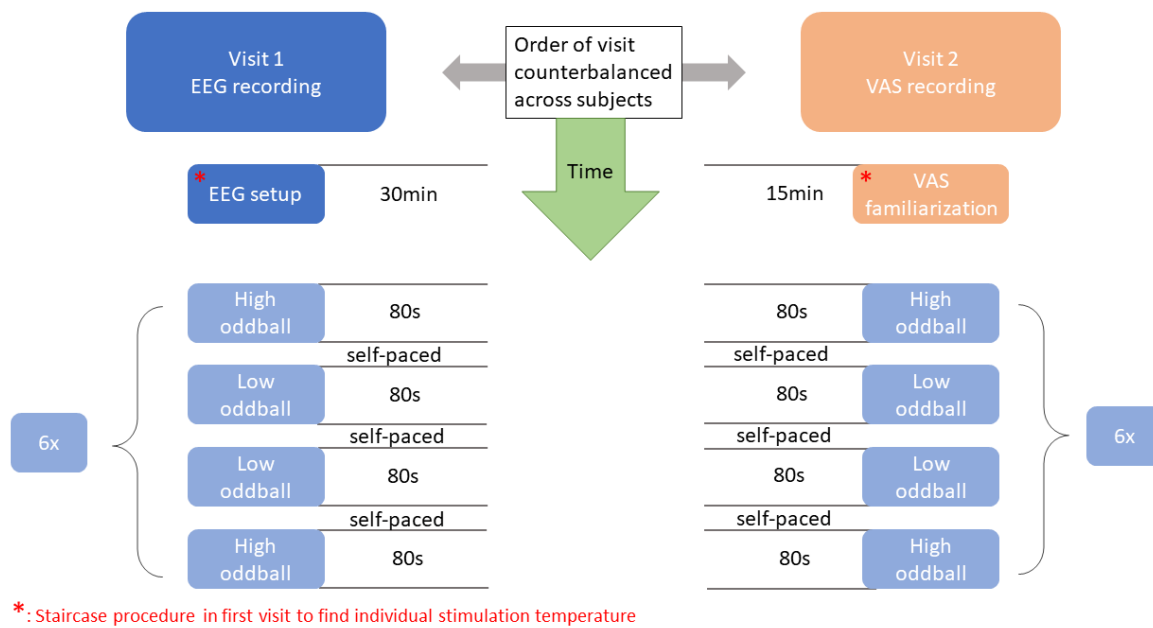 Visit 1
EEG recording
Order of visit
counterbalanced
across subjects
Visit 2
VAS recording
Time
*
EEG setup
30min
15min
*
VAS
familiarization
High
oddball
80s
self-paced
Low
oddball
80s
self-paced
Low
oddball
80s
self-paced
High
oddball
80s
6x
80s
High
oddball
self-paced
80s
Low
oddball
self-paced
80s
Low
oddball
self-paced
80s
High
oddball
6x
*: Staircase procedure in first visit to find individual stimulation temperature